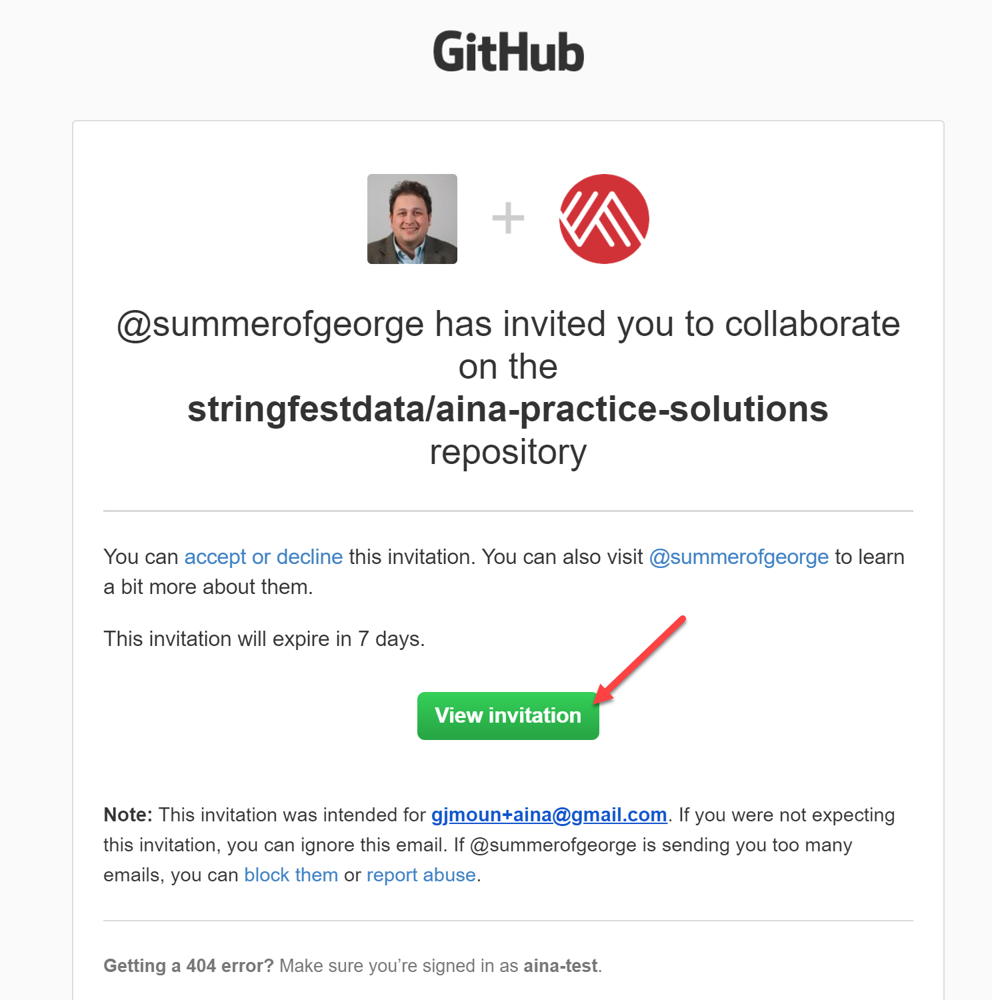 GitHub
@summerofgeorge has invited you to collaborate
on the
stringfestdata/aina-practice-solutions
repository
You can accept or decline this invitation. You can also visit @summerofgeorge to learn
a bit more about them.
This invitation will expire in 7 days.
View invitation
Note: This invitation was intended for gjmoun+aina@gmail.com. If you were not expecting
this invitation, you can ignore this email. If @summerofgeorge is sending you too many
emails, you can block them or report abuse.
Getting a 404 error? Make sure you’re signed in as aina-test.